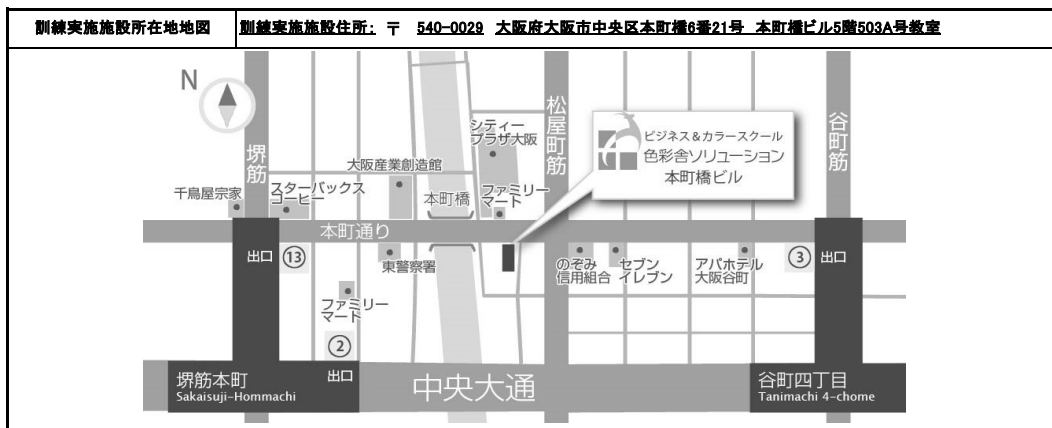 訓練実施施設所在地地図
訓練実施施設住所: 〒 540-0029 大阪府大阪市中央区本町橋6番21号 本町橋ビル5階503A号教室
N
堺筋
松屋町筋
谷町筋
シティー
プラザ大阪
ビジネス&カラースクール
色彩舎ソリューション
本町橋ビル
大阪産業創造館
千鳥屋宗家
スターバックス
コーヒー
本町橋
ファミリー
マート
本町通り
出口 ⑬
東警察署
のぞみ
信用組合
セブン
イレブン
アパホテル
大阪谷町
③ 出口
ファミリー
マート
②
出口
堺筋本町
Sakaisuji-Hommachi
中央大通
谷町四丁目
Tanimachi 4-chome